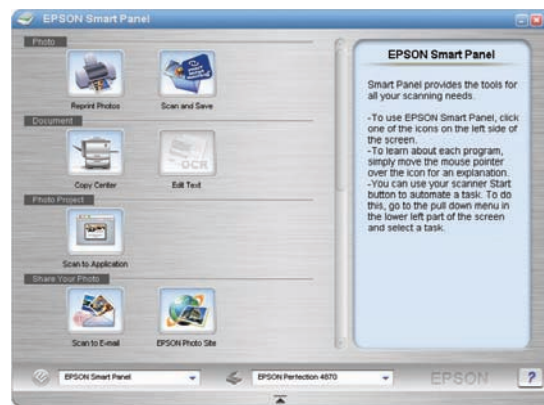 EPSON Smart Panel
Photo
Reprint Photos
Scan and Save
Document
OCR
Copy Center
Edit Text
Photo Project
Scan to Application
Share Your Photo
Scan to E-mail
EPSON Photo Site
EPSON Smart Panel
Smart Panel provides the tools for
all your scanning needs.
-To use EPSON Smart Panel, click
one of the icons on the left side of
the screen.
-To learn about each program,
simply move the mouse pointer
over the icon for an explanation.
-You can use your scanner Start
button to automate a task. To do
this, go to the pull down menu in
the lower left part of the screen
and select a task.
EPSON Smart Panel
EPSON Perfection 4870
EPSON
?